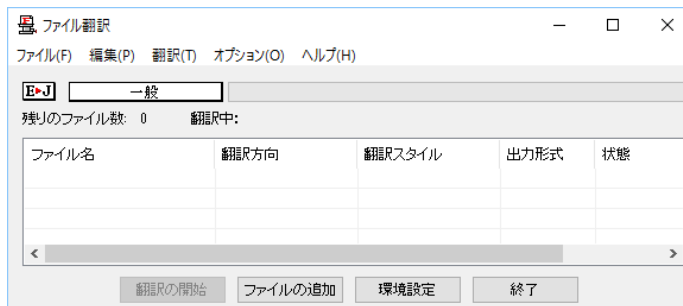 ファイル翻訳
ファイル(F) 編集(P) 翻訳(T) オプション(O) ヘルプ(H)
E▸J 一般
残りのファイル数: 0 翻訳中:
ファイル名 翻訳方向 翻訳スタイル 出力形式 状態
翻訳の開始 ファイルの追加 環境設定 終了